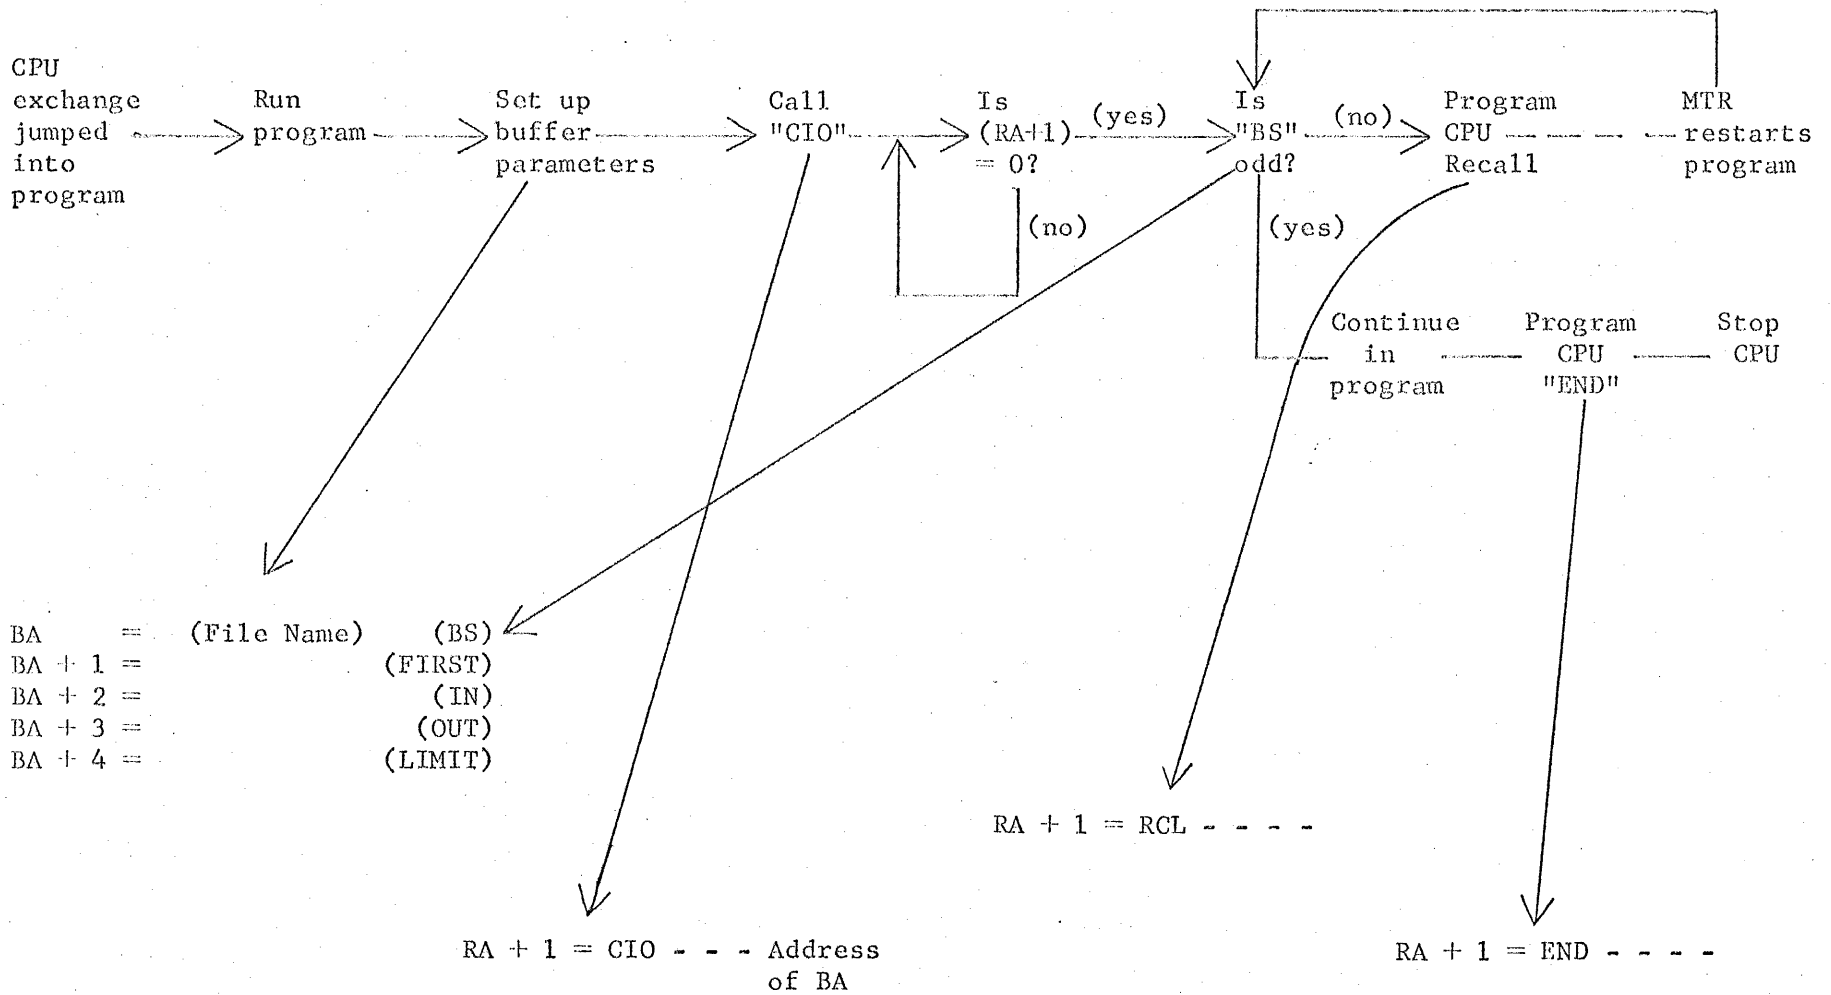 CPU
exchange
jumped
into
program
Run
program
Set up
buffer
parameters
Call
"CIO"
Is
(RA+1)
= 0?
(yes)
(no)
Is
"BS"
odd?
(no)
(yes)
Program
CPU
Recall
MTR
restarts
program
Continue
in
program
Program
CPU
"END"
Stop
CPU
BA = (File Name) (BS)
BA + 1 = (FIRST)
BA + 2 = (IN)
BA + 3 = (OUT)
BA + 4 = (LIMIT)
RA + 1 = RCL - - - -
RA + 1 = CIO - - - Address
of BA
RA + 1 = END - - - -